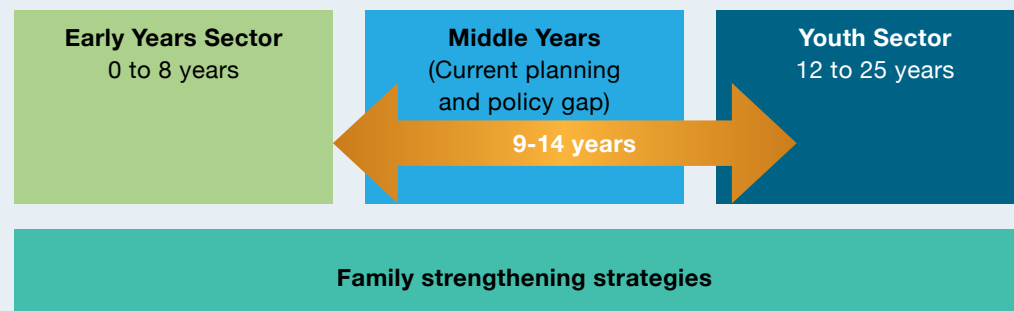 Early Years Sector
0 to 8 years
Middle Years
(Current planning
and policy gap)
Youth Sector
12 to 25 years
9-14 years
Family strengthening strategies